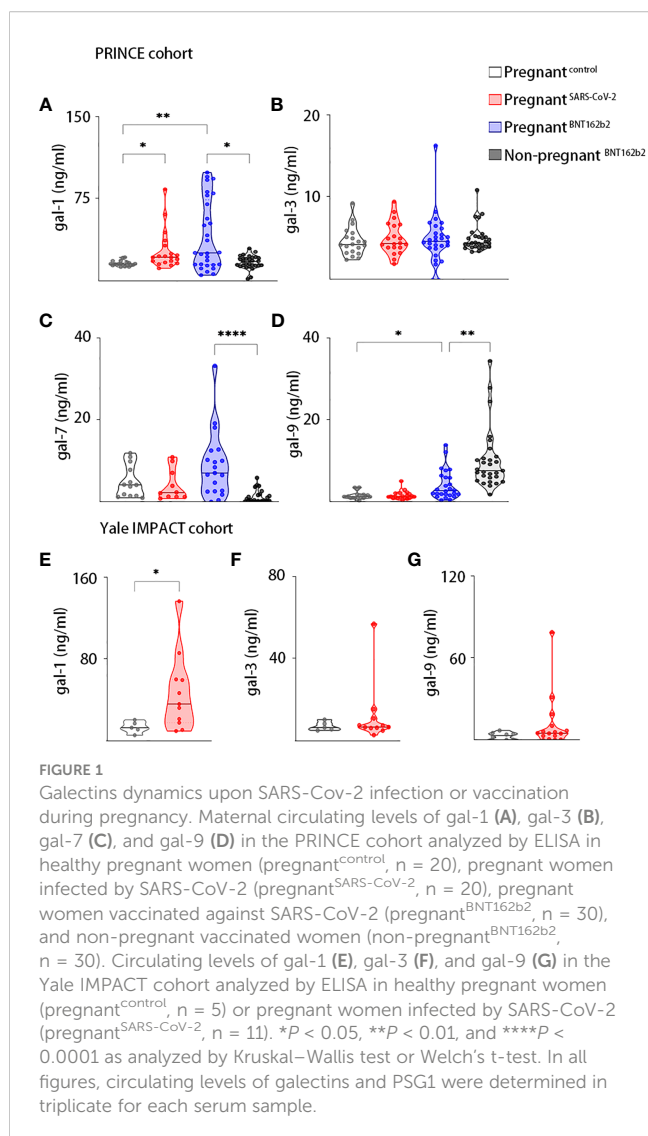 PRINCE cohort
Pregnant control
Pregnant SARS-CoV-2
Pregnant BNT162b2
Non-pregnant BNT162b2
A
150
75
gal-1 (ng/ml)
**
*
*
B
20
10
gal-3 (ng/ml)
C
40
20
0
gal-7 (ng/ml)
****
D
40
20
0
gal-9 (ng/ml)
*
**
Yale IMPACT cohort
E
160
80
gal-1 (ng/ml)
*
F
80
40
gal-3 (ng/ml)
G
120
60
gal-9 (ng/ml)
FIGURE 1
Galectins dynamics upon SARS-Cov-2 infection or vaccination
during pregnancy. Maternal circulating levels of gal-1 (A), gal-3 (B),
gal-7 (C), and gal-9 (D) in the PRINCE cohort analyzed by ELISA in
healthy pregnant women (pregnantcontrol, n = 20), pregnant women
infected by SARS-CoV-2 (pregnantSARS-CoV-2, n = 20), pregnant
women vaccinated against SARS-CoV-2 (pregnantBNT162b2, n = 30),
and non-pregnant vaccinated women (non-pregnantBNT162b2,
n = 30). Circulating levels of gal-1 (E), gal-3 (F), and gal-9 (G) in the
Yale IMPACT cohort analyzed by ELISA in healthy pregnant women
(pregnantcontrol, n = 5) or pregnant women infected by SARS-CoV-2
(pregnantSARS-CoV-2, n = 11). *P < 0.05, **P < 0.01, and ****P <
0.0001 as analyzed by Kruskal–Wallis test or Welch's t-test. In all
figures, circulating levels of galectins and PSG1 were determined in
triplicate for each serum sample.